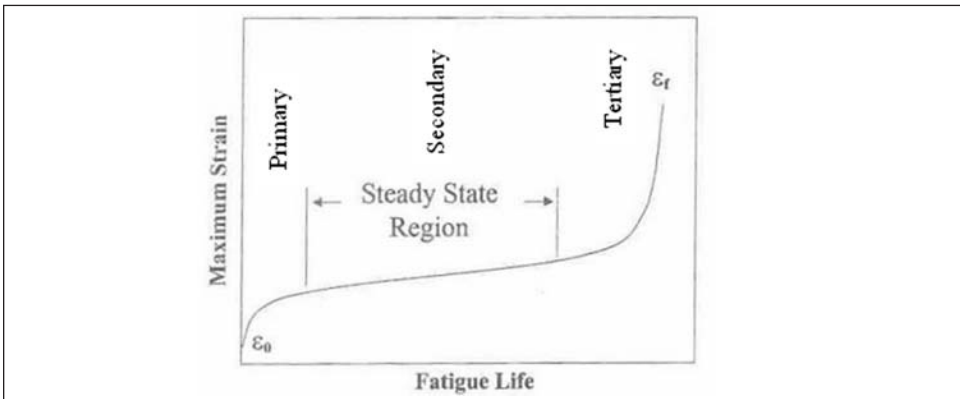 Primary
Secondary
Tertiary
εf
Maximum Strain
Steady State
Region
ε0
Fatigue Life